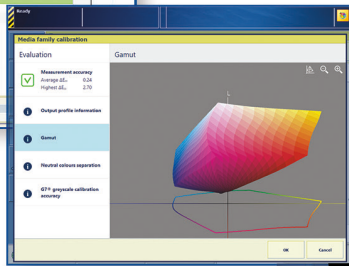 Ready
Media family calibration
Evaluation
Gamut
Measurement accuracy
Average ΔE₀₀ 0.24
Highest ΔE₀₀ 2.70
Output profile information
Gamut
Neutral colours separation
G7® greyscale calibration
accuracy
L
OK
Cancel